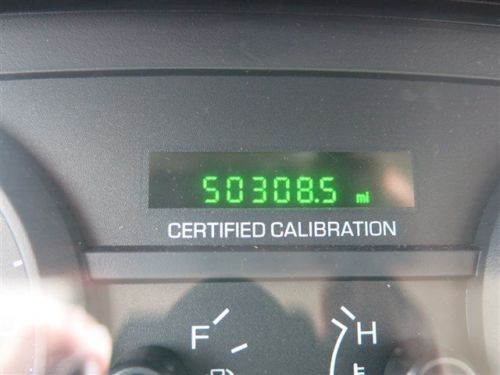 50308.5 mi
CERTIFIED CALIBRATION
F H